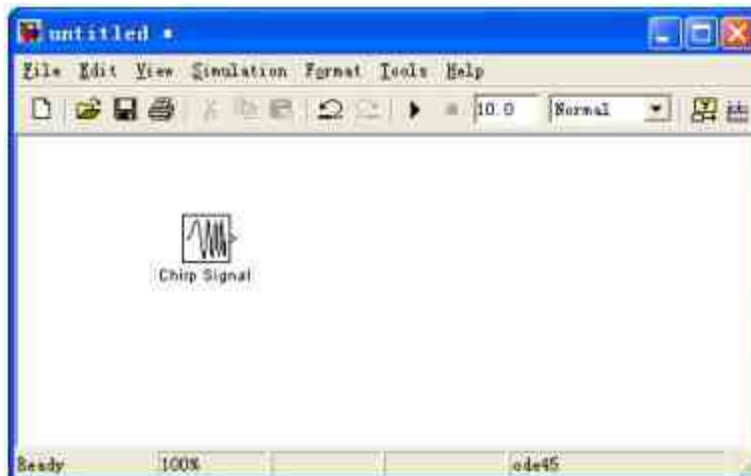 untitled *
File Edit View Simulation Format Tools Help
10.0 Normal
Chirp Signal
Ready 100% ode45